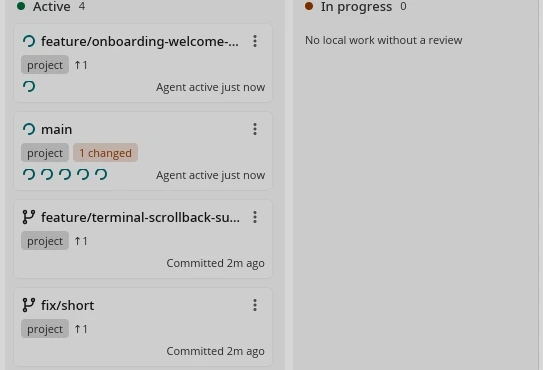 Active 4
feature/onboarding-welcome-...
project ↑1
Agent active just now
main
project 1 changed
Agent active just now
feature/terminal-scrollback-su...
project ↑1
Committed 2m ago
fix/short
project ↑1
Committed 2m ago
In progress 0
No local work without a review